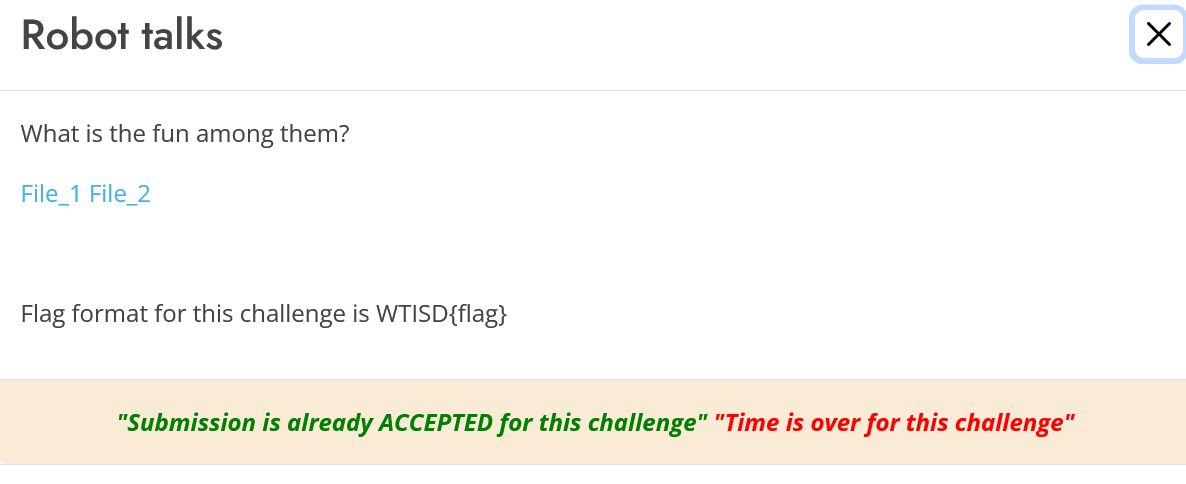 Robot talks
What is the fun among them?
File_1 File_2
Flag format for this challenge is WTISD{flag}
"Submission is already ACCEPTED for this challenge" "Time is over for this challenge"